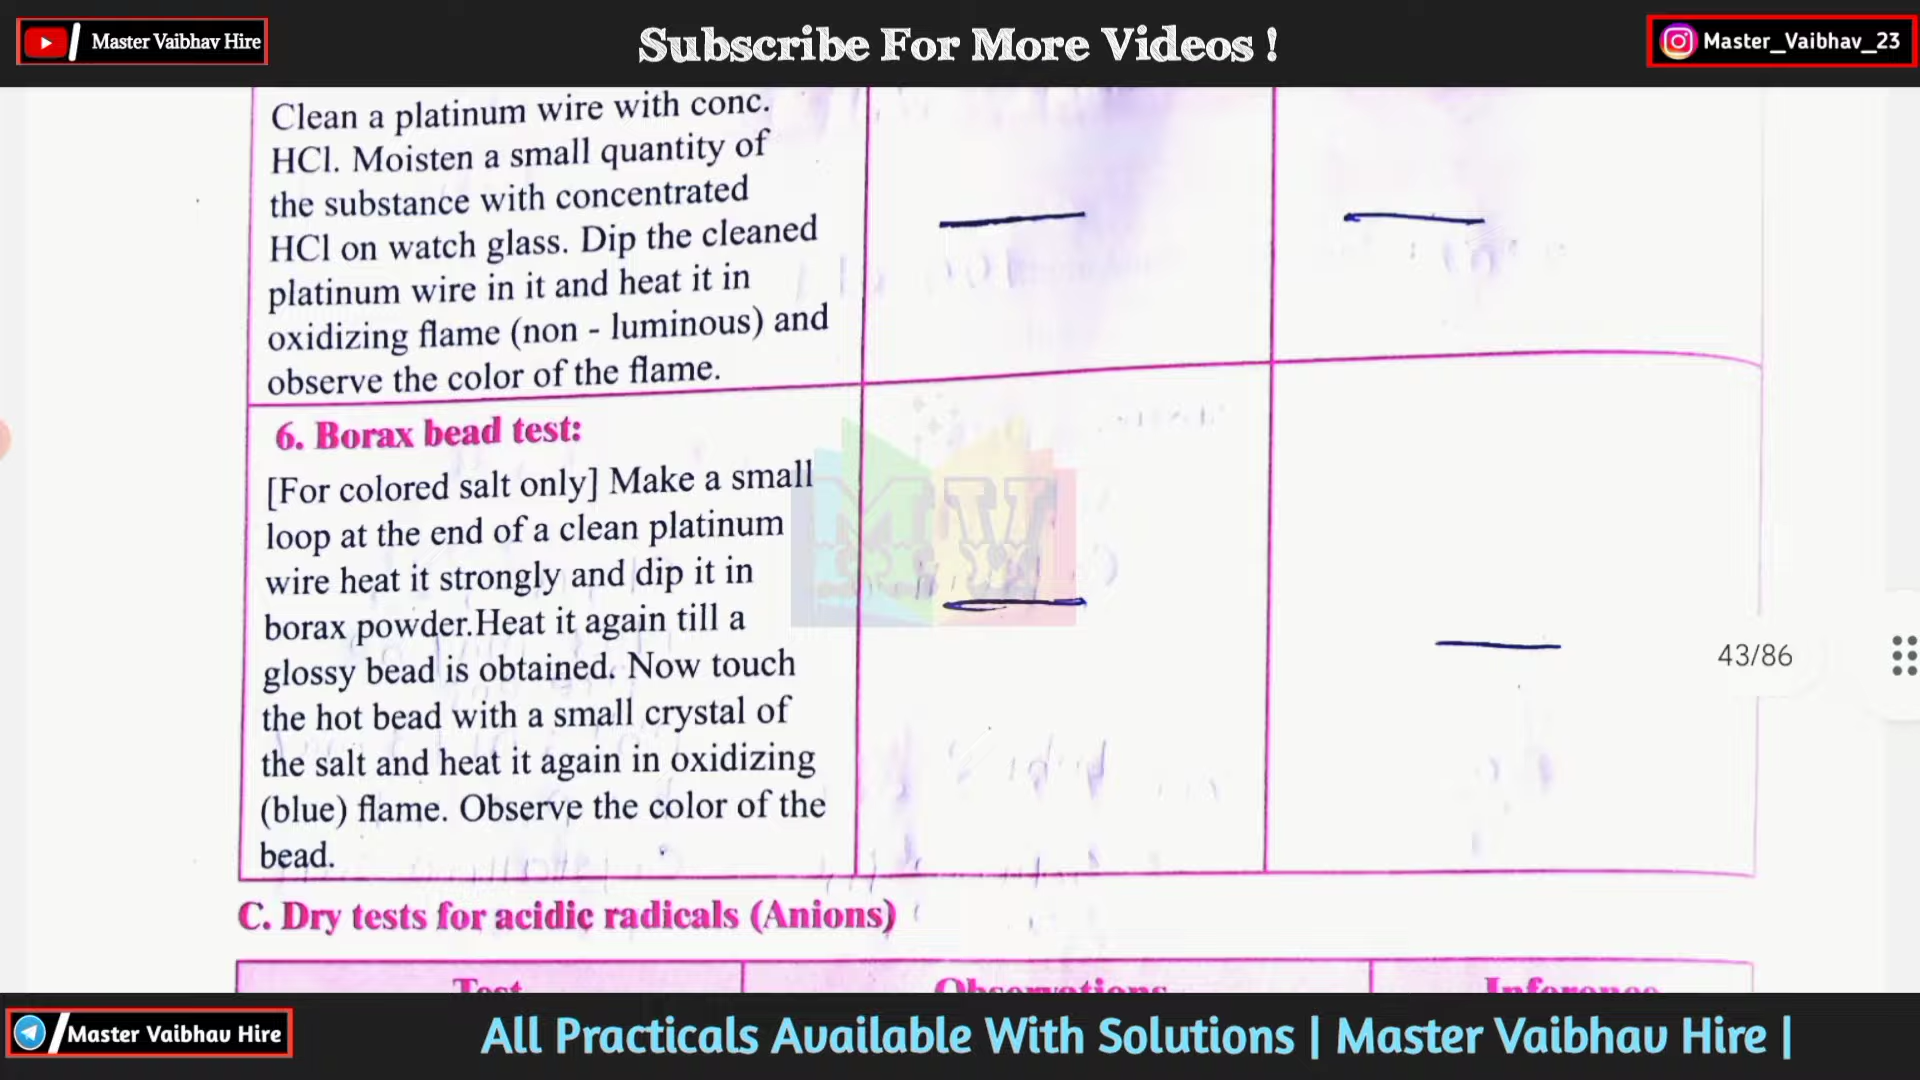 Master Vaibhav Hire
Subscribe For More Videos !
Master_Vaibhav_23
Clean a platinum wire with conc.
HCl. Moisten a small quantity of
the substance with concentrated
HCl on watch glass. Dip the cleaned
platinum wire in it and heat it in
oxidizing flame (non - luminous) and
observe the color of the flame.
6. Borax bead test:
[For colored salt only] Make a small
loop at the end of a clean platinum
wire heat it strongly and dip it in
borax powder.Heat it again till a
glossy bead is obtained. Now touch
the hot bead with a small crystal of
the salt and heat it again in oxidizing
(blue) flame. Observe the color of the
bead.
MV
43/86
C. Dry tests for acidic radicals (Anions)
Test
Observations
Inference
Master Vaibhav Hire
All Practicals Available With Solutions | Master Vaibhav Hire |